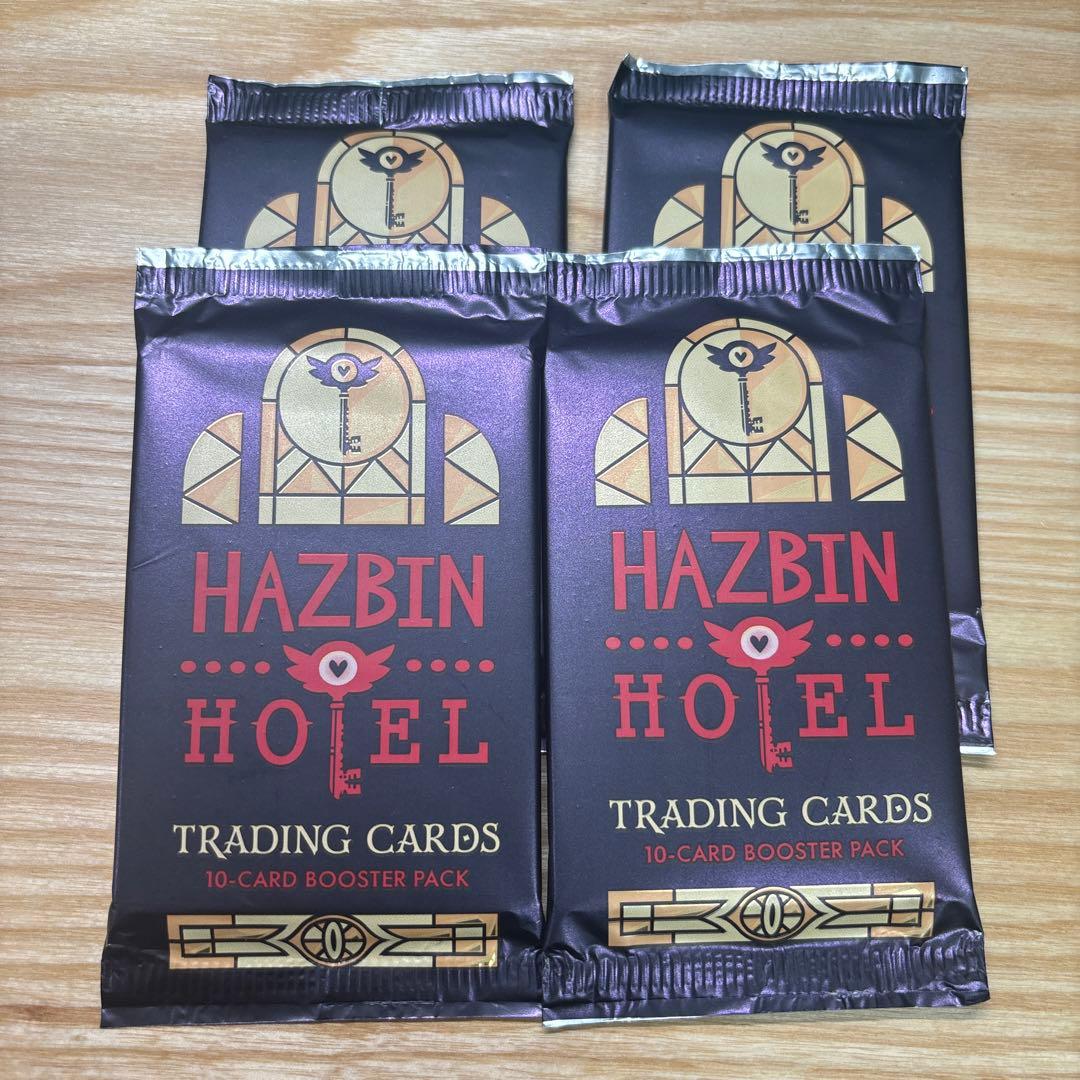 HAZBIN
HOTEL
TRADING CARDS
10-CARD BOOSTER PACK
HAZBIN
HOTEL
TRADING CARDS
10-CARD BOOSTER PACK